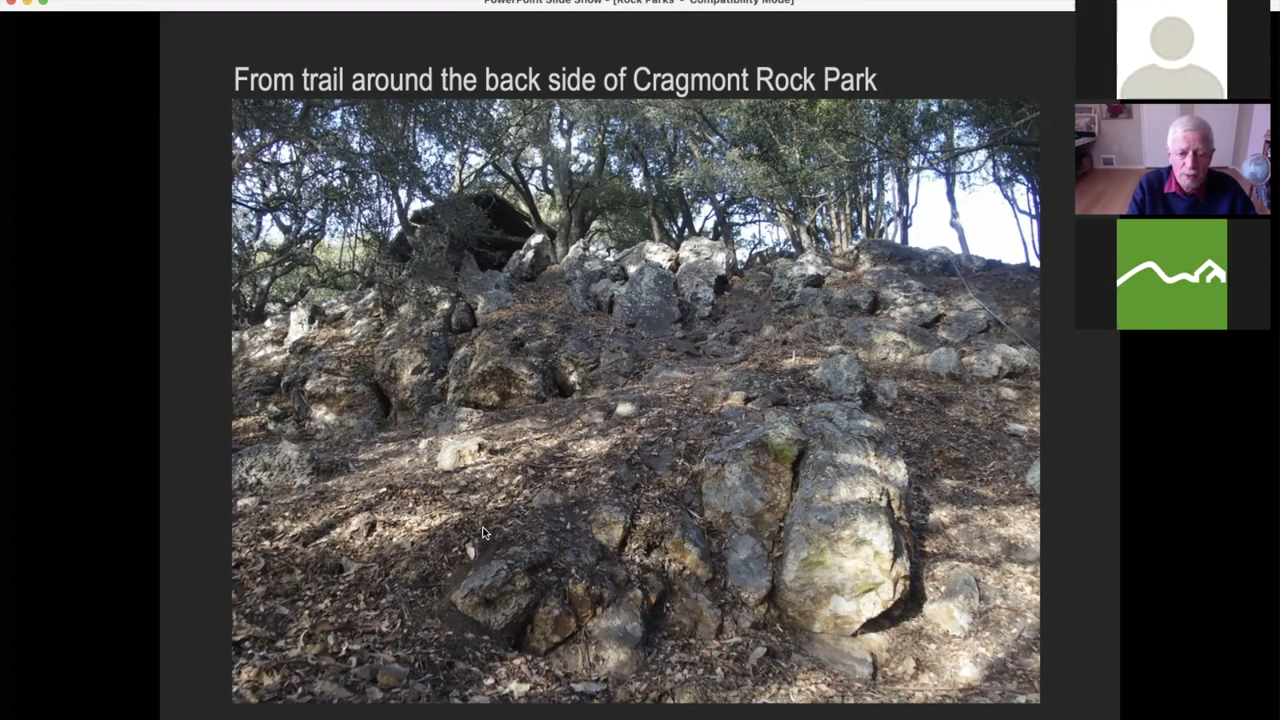 PowerPoint Slide Show - [Rock Parks - Compatibility Mode]
From trail around the back side of Cragmont Rock Park